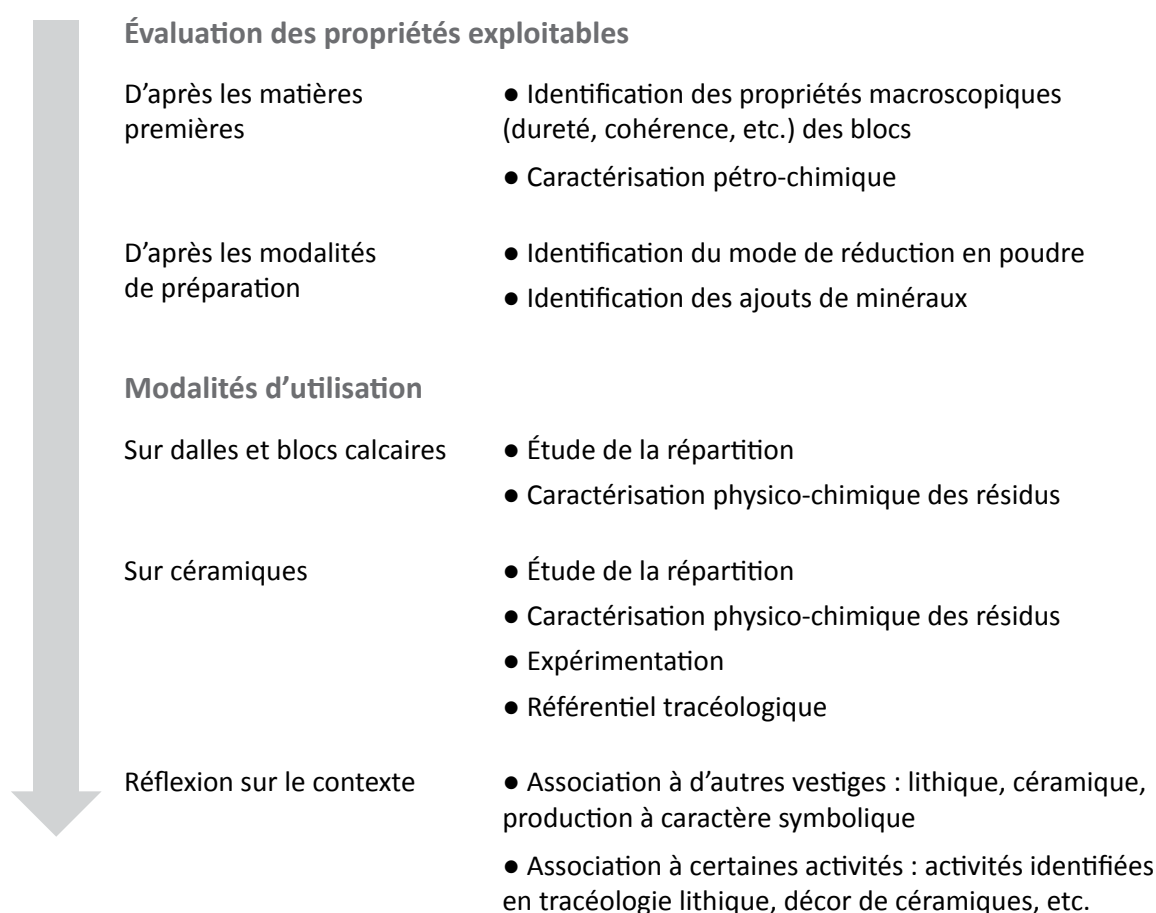 Évaluation des propriétés exploitables
D'après les matières
premières
● Identification des propriétés macroscopiques
(dureté, cohérence, etc.) des blocs
● Caractérisation pétro-chimique
D'après les modalités
de préparation
● Identification du mode de réduction en poudre
● Identification des ajouts de minéraux
Modalités d'utilisation
Sur dalles et blocs calcaires
● Étude de la répartition
● Caractérisation physico-chimique des résidus
Sur céramiques
● Étude de la répartition
● Caractérisation physico-chimique des résidus
● Expérimentation
● Référentiel tracéologique
Réflexion sur le contexte
● Association à d'autres vestiges : lithique, céramique,
production à caractère symbolique
● Association à certaines activités : activités identifiées
en tracéologie lithique, décor de céramiques, etc.